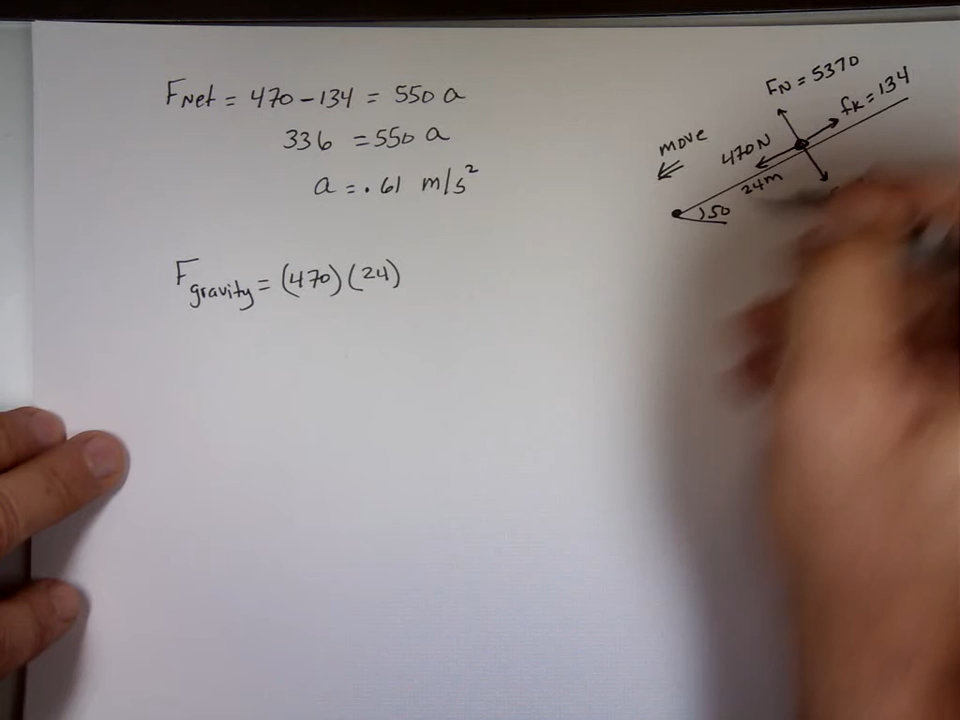 FNet = 470 - 134 = 550 a
336 = 550 a
a = .61 m/s²
Fgravity = (470)(24)
FN = 5370
fk = 134
move
470N
24m
50